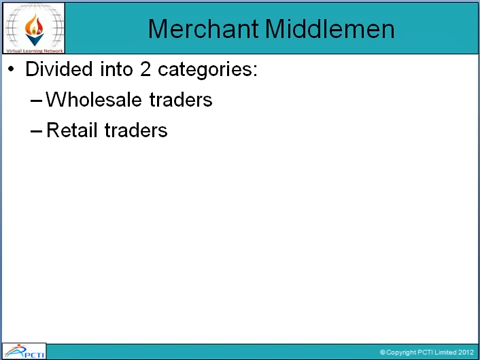 Merchant Middlemen
Virtual Learning Network
• Divided into 2 categories:
–Wholesale traders
–Retail traders
PCTI
©Copyright PCTI Limited 2012